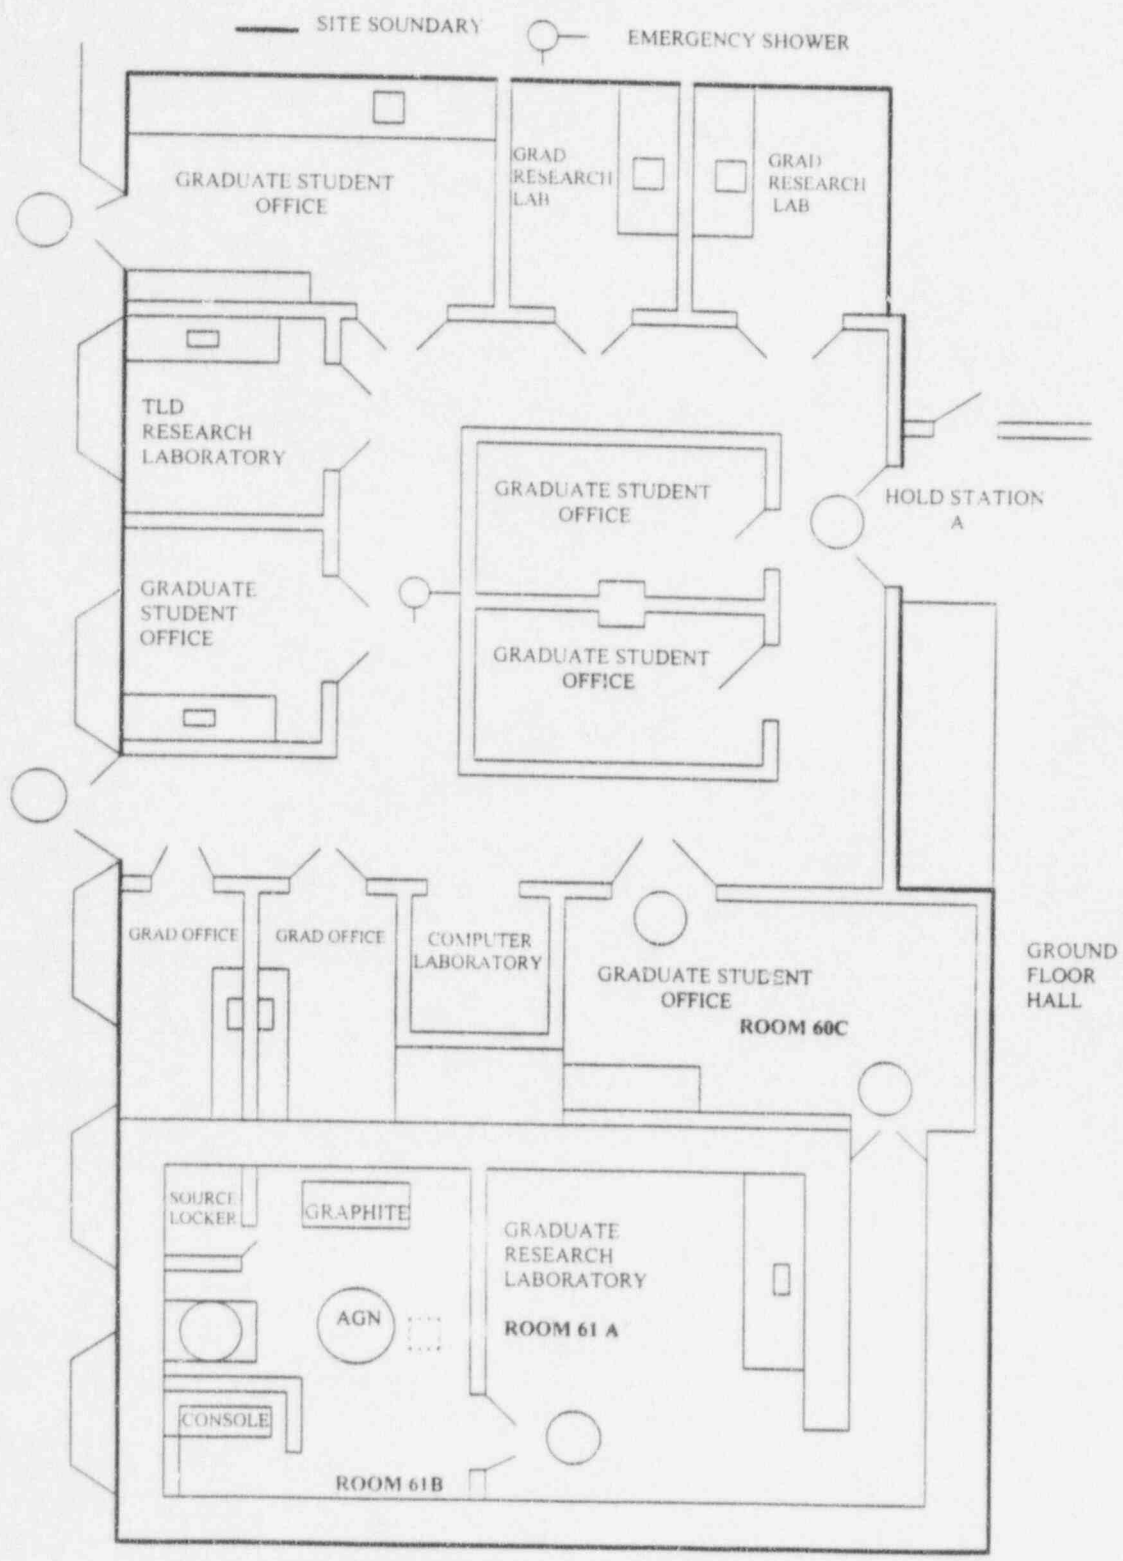 SITE SOUNDARY
EMERGENCY SHOWER
GRADUATE STUDENT
OFFICE
GRAD
RESEARCH
LAB
GRAD
RESEARCH
LAB
TLD
RESEARCH
LABORATORY
GRADUATE STUDENT
OFFICE
HOLD STATION
A
GRADUATE
STUDENT
OFFICE
GRADUATE STUDENT
OFFICE
GRAD OFFICE
GRAD OFFICE
COMPUTER
LABORATORY
GRADUATE STUDENT
OFFICE
ROOM 60C
GROUND
FLOOR
HALL
SOURCE
LOCKER
GRAPHITE
GRADUATE
RESEARCH
LABORATORY
AGN
ROOM 61 A
CONSOLE
ROOM 61B